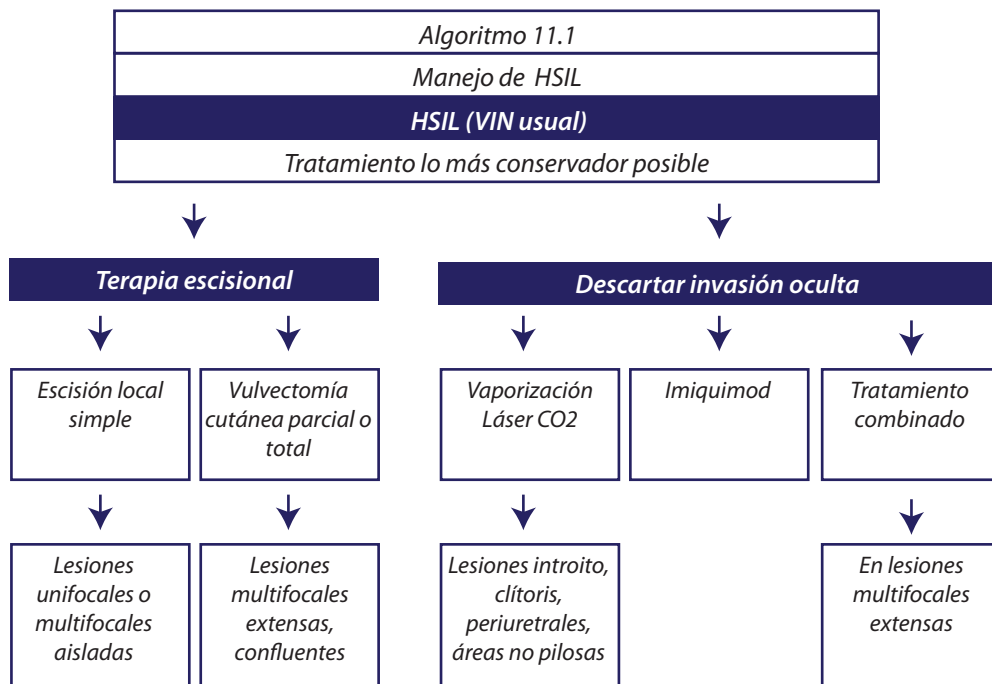 Algoritmo 11.1
Manejo de HSIL
HSIL (VIN usual)
Tratamiento lo más conservador posible
Terapia escisional
Descartar invasión oculta
Escisión local
simple
Vulvectomía
cutánea parcial o
total
Vaporización
Láser CO2
Imiquimod
Tratamiento
combinado
Lesiones
unifocales o
multifocales
aisladas
Lesiones
multifocales
extensas,
confluentes
Lesiones introito,
clítoris,
periuretrales,
áreas no pilosas
En lesiones
multifocales
extensas